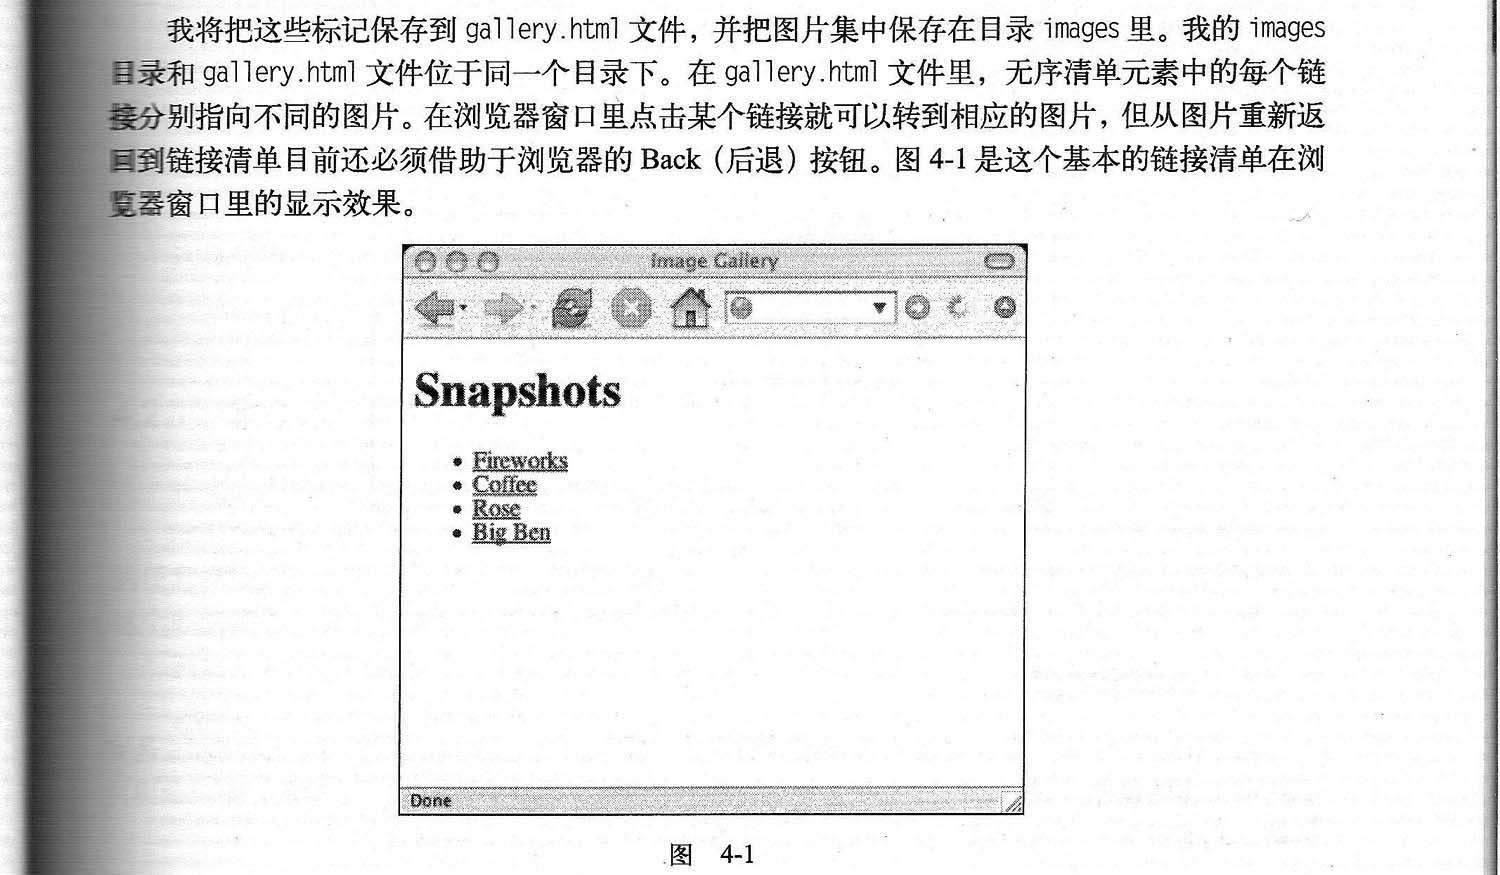 我将把这些标记保存到 gallery.html 文件，并把图片集中保存在目录 images 里。我的 images
目录和 gallery.html 文件位于同一个目录下。在 gallery.html 文件里，无序清单元素中的每个链
接分别指向不同的图片。在浏览器窗口里点击某个链接就可以转到相应的图片，但从图片重新返
回到链接清单目前还必须借助于浏览器的 Back（后退）按钮。图 4-1 是这个基本的链接清单在浏
览器窗口里的显示效果。
Image Gallery
Snapshots
• Fireworks
• Coffee
• Rose
• Big Ben
Done
图 4-1